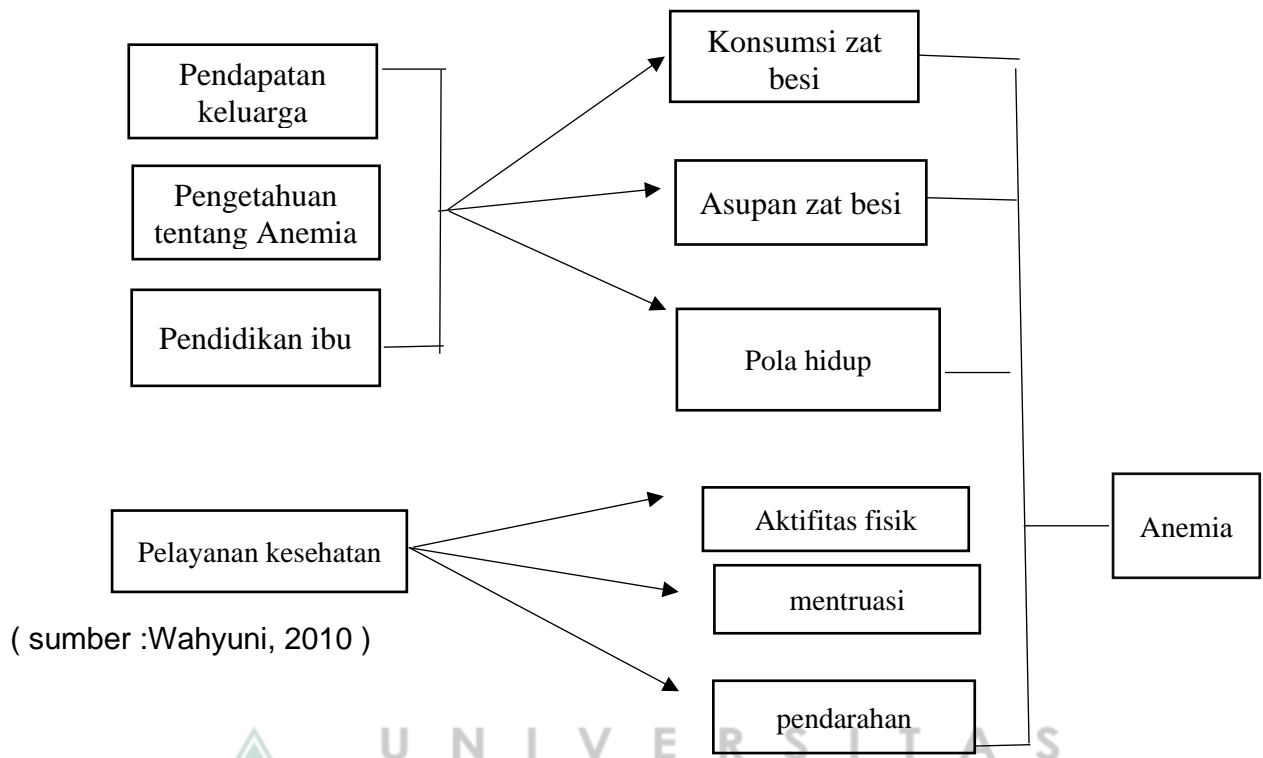 Pendapatan
keluarga
Pengetahuan
tentang Anemia
Pendidikan ibu
Pelayanan kesehatan
( sumber :Wahyuni, 2010 )
Konsumsi zat
besi
Asupan zat besi
Pola hidup
Aktifitas fisik
mentruasi
pendarahan
Anemia
UNIVERSITAS